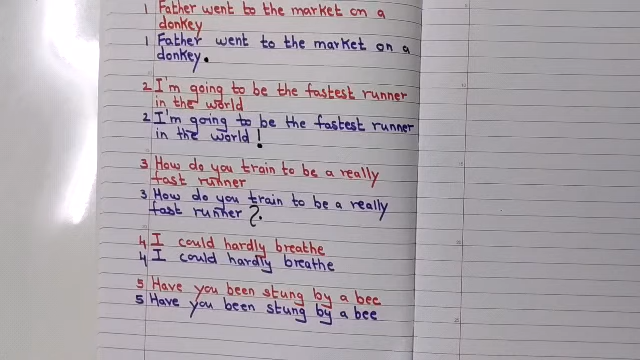 1 Father went to the market on a
donkey
1 Father went to the market on a
donkey.
2 I'm going to be the fastest runner
in the world
2 I'm going to be the fastest runner
in the world!
3 How do you train to be a really
fast runner
3 How do you train to be a really
fast runner?
4 I could hardly breathe
4 I could hardly breathe
5 Have you been stung by a bee
5 Have you been stung by a bee